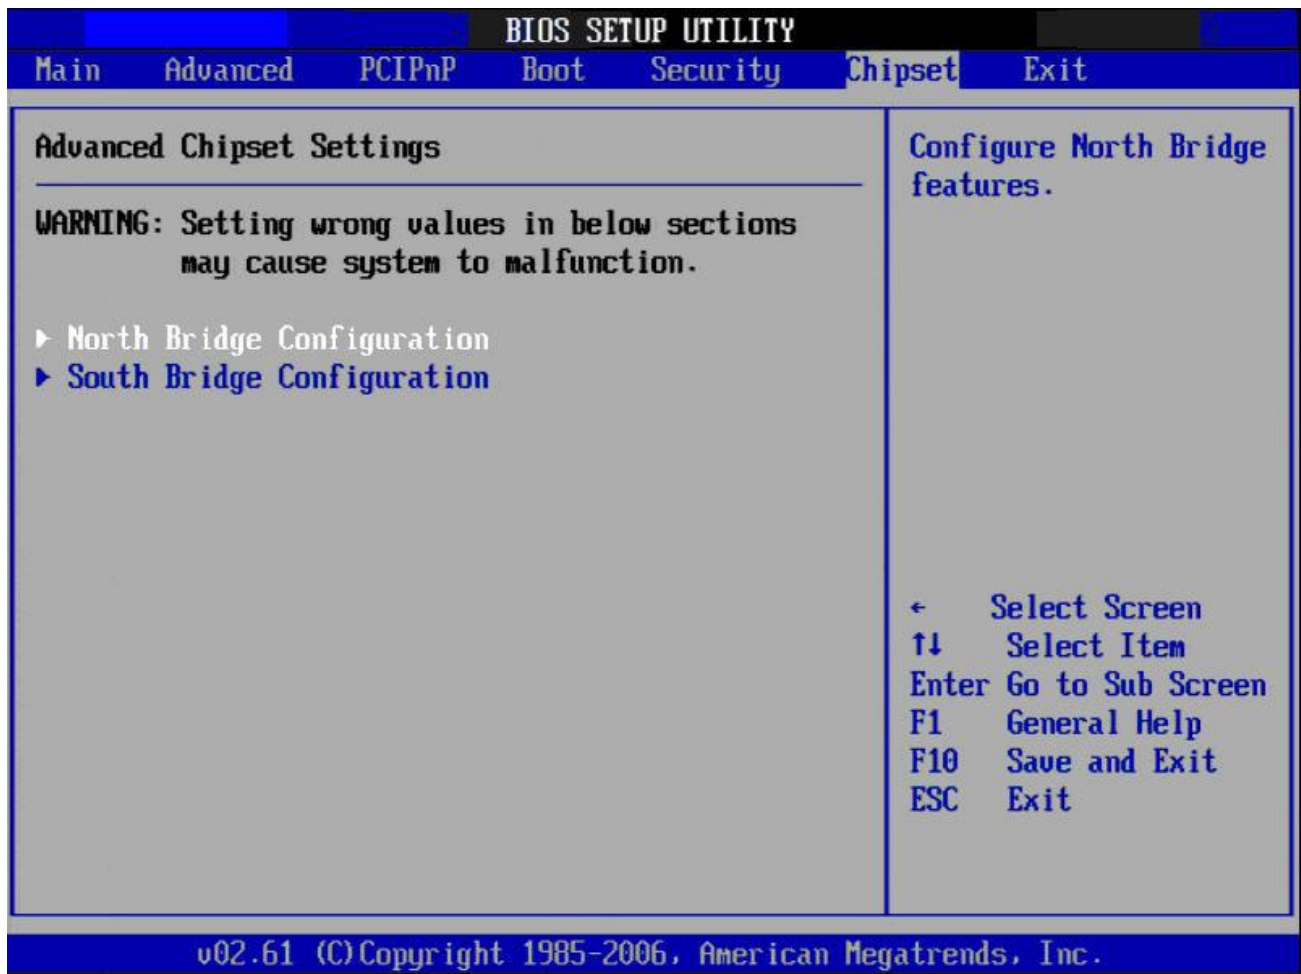 BIOS SETUP UTILITY
Main Advanced PCIPnP Boot Security Chipset Exit
Advanced Chipset Settings
WARNING: Setting wrong values in below sections
may cause system to malfunction.
▶ North Bridge Configuration
▶ South Bridge Configuration
Configure North Bridge
features.
← Select Screen
↑↓ Select Item
Enter Go to Sub Screen
F1 General Help
F10 Save and Exit
ESC Exit
v02.61 (C)Copyright 1985-2006, American Megatrends, Inc.